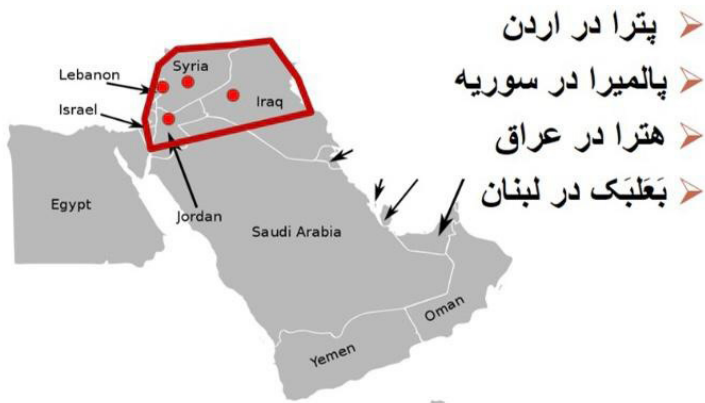 پترا در اردن
پالمیرا در سوریه
هترا در عراق
بَعَلبَک در لبنان
Syria
Lebanon
Iraq
Israel
Egypt
Jordan
Saudi Arabia
Oman
Yemen